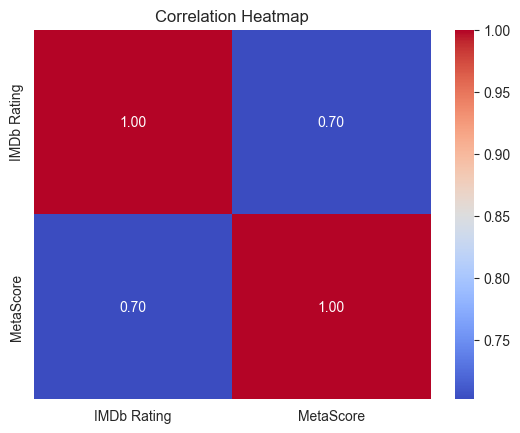 Correlation Heatmap
IMDb Rating
MetaScore
1.00
0.70
0.70
1.00
IMDb Rating
MetaScore
1.00
0.95
0.90
0.85
0.80
0.75